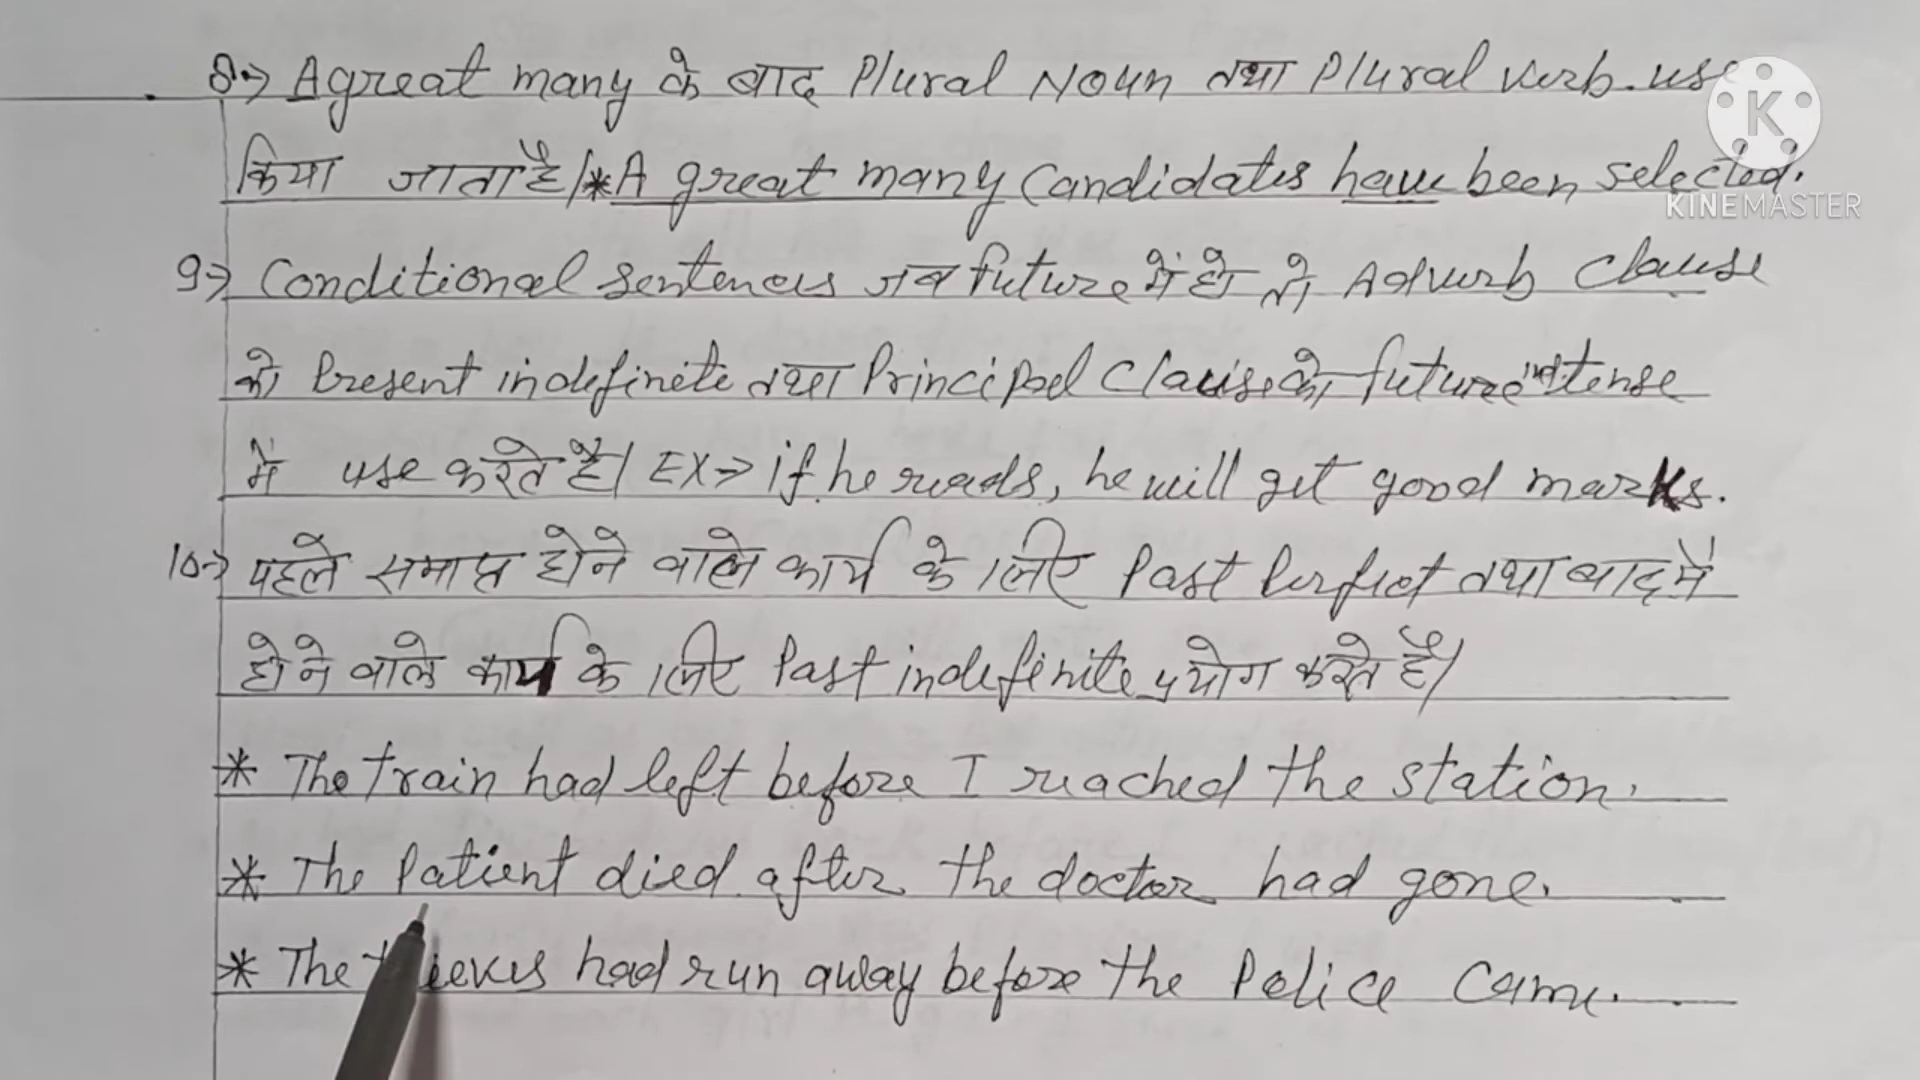 8→ A great many के बाद Plural Noun तथा Plural verb. use
किया जाता है/* A great many candidates have been selected.
KINEMASTER
9→ Conditional sentences जब future में हो तो Adverb clause
को Present indefinite तथा Principal clause को future ind tense
में use करते हैं। EX→ if he reads, he will get good marks.
10→ पहले समाप्त होने वाले कार्य के लिए Past Perfect तथा बाद में
होने वाले कार्य के लिए Past indefinite प्रयोग करते है।
* The train had left before I reached the station.
* The Patient died after the doctor had gone.
* The thieves had run away before the Police came.